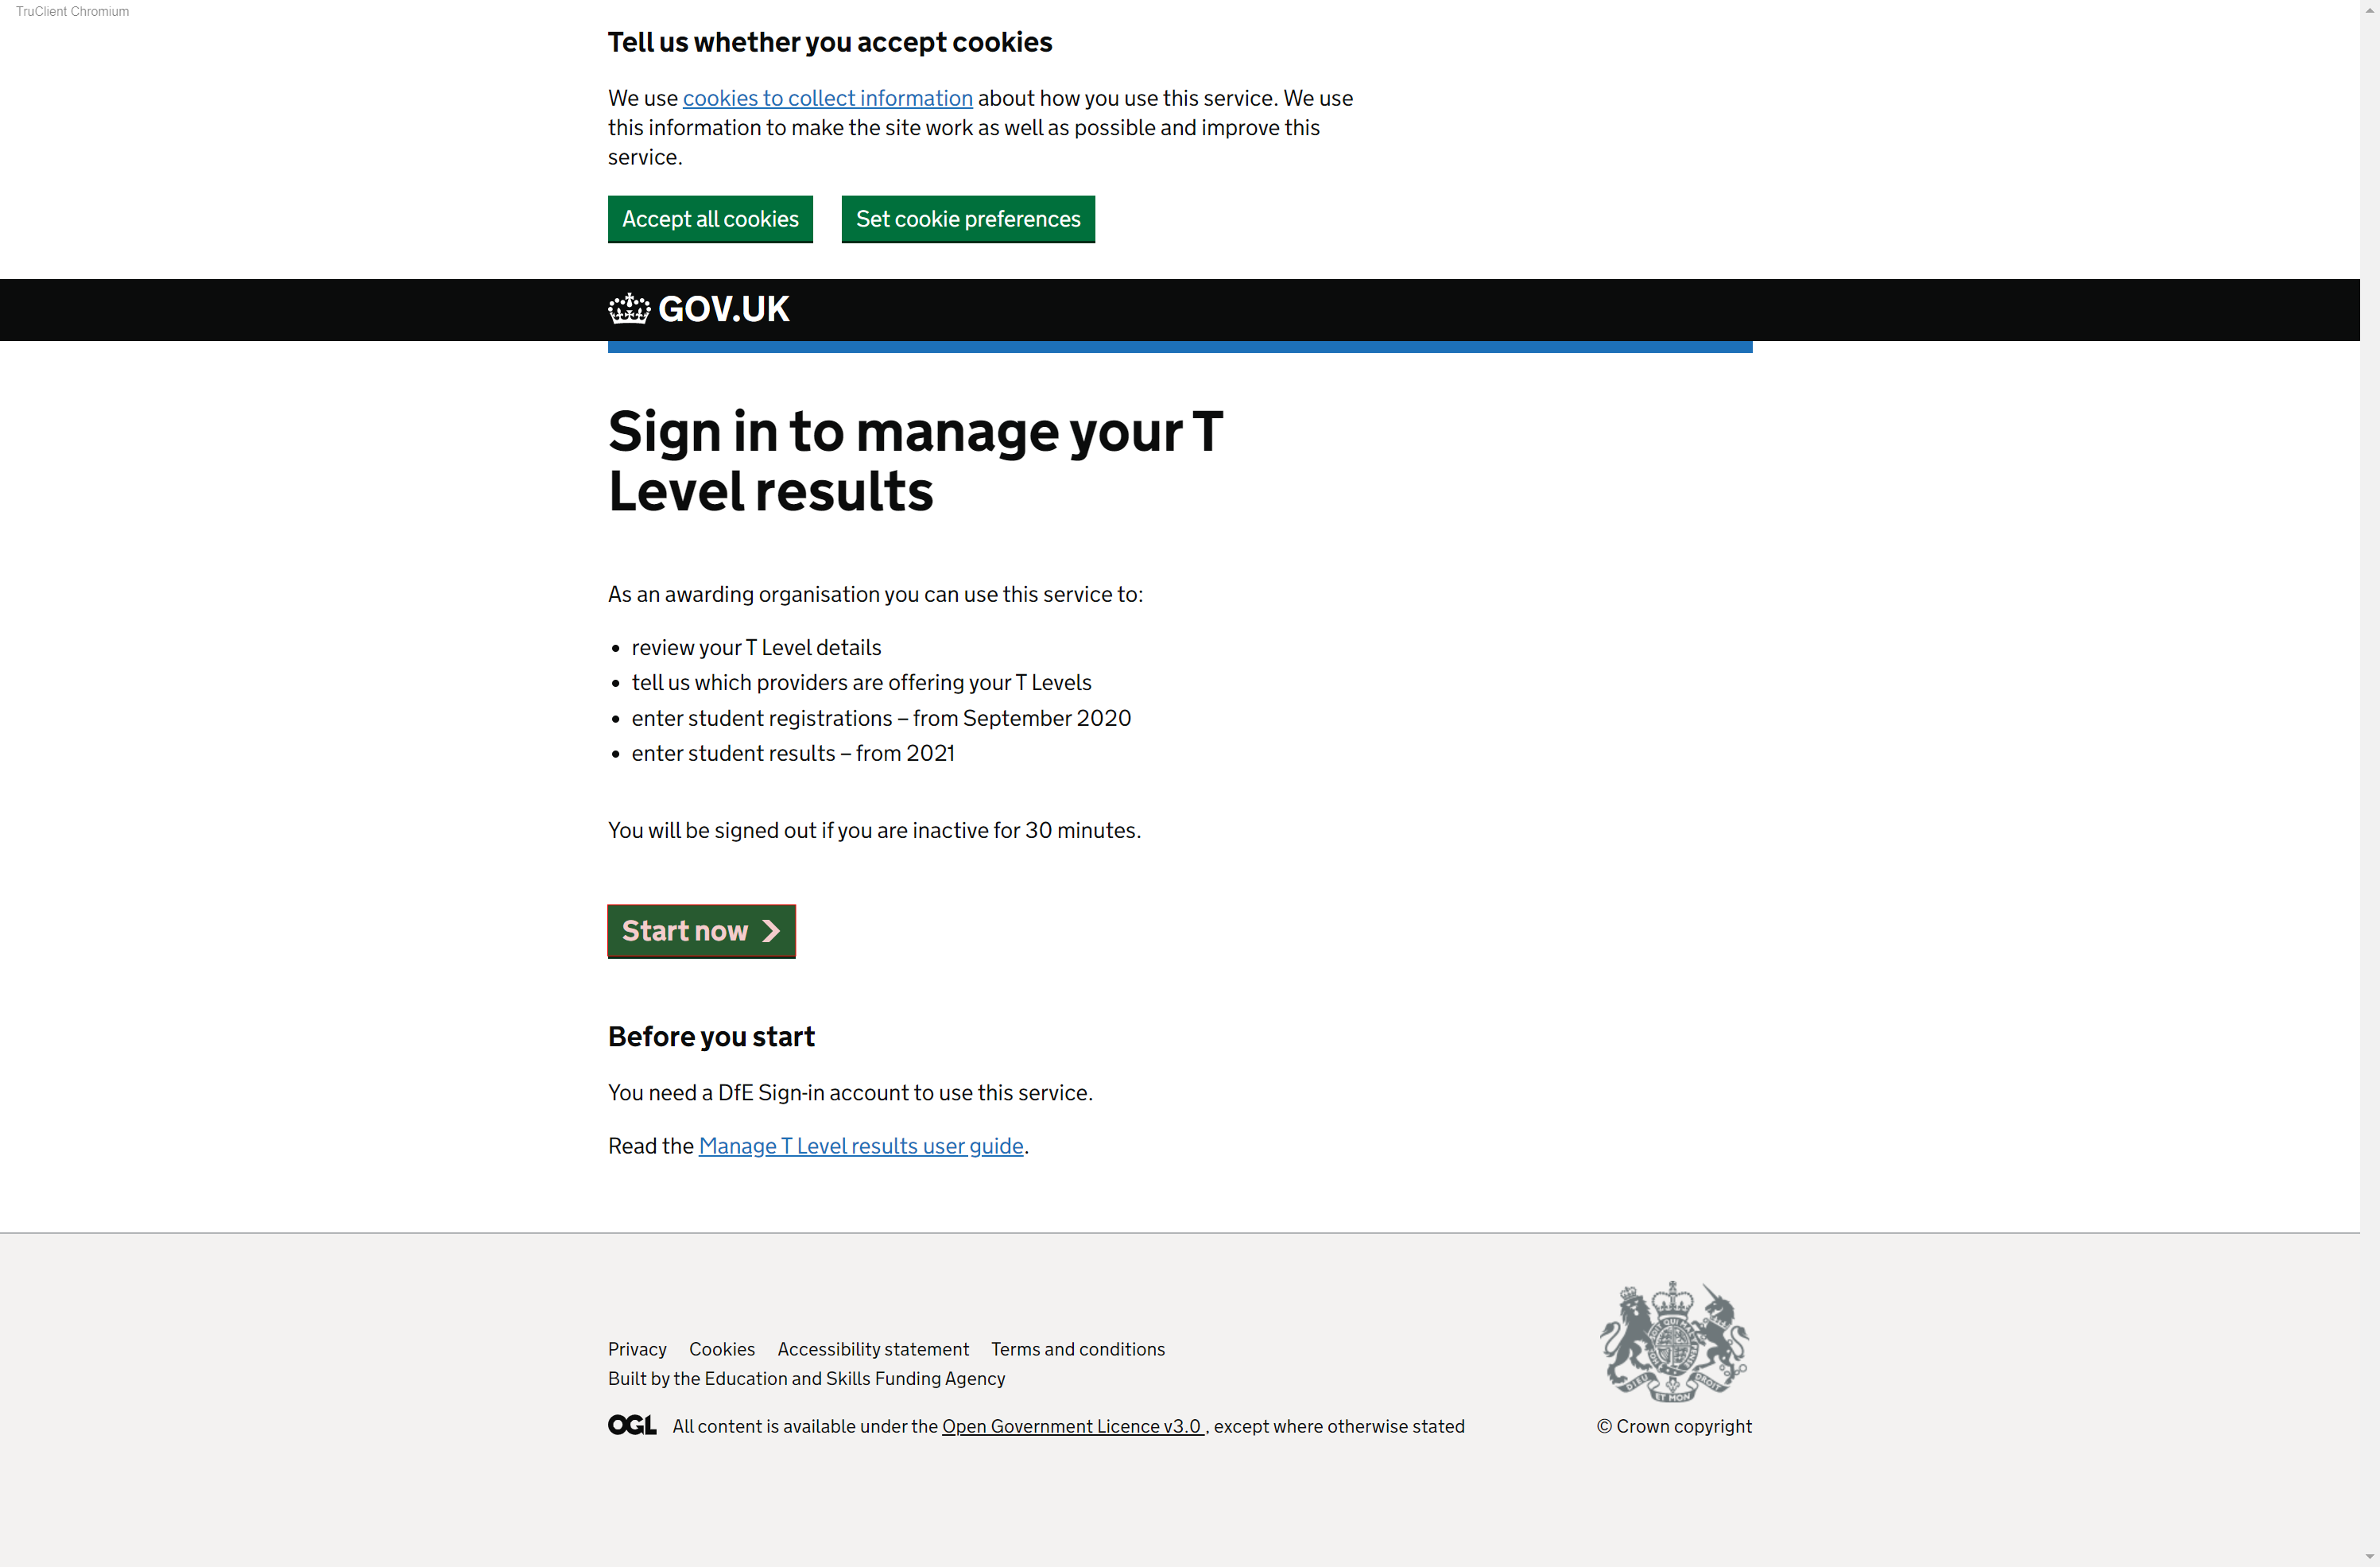 TruClient Chromium
Tell us whether you accept cookies
We use cookies to collect information about how you use this service. We use
this information to make the site work as well as possible and improve this
service.
Accept all cookies
Set cookie preferences
GOV.UK
Sign in to manage your T
Level results
As an awarding organisation you can use this service to:
• review your T Level details
• tell us which providers are offering your T Levels
• enter student registrations – from September 2020
• enter student results – from 2021
You will be signed out if you are inactive for 30 minutes.
Start now
Before you start
You need a DfE Sign-in account to use this service.
Read the Manage T Level results user guide.
Privacy Cookies Accessibility statement Terms and conditions
Built by the Education and Skills Funding Agency
OGL All content is available under the Open Government Licence v3.0 , except where otherwise stated
DIEU ET MON DROIT
© Crown copyright